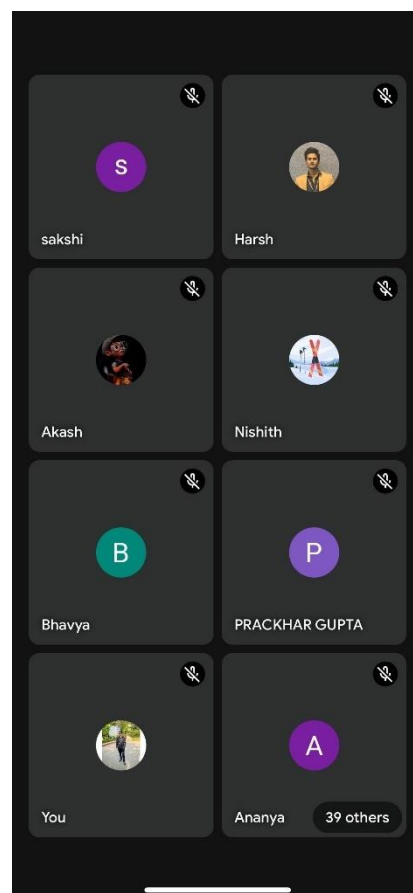 S
sakshi
Harsh
Akash
Nishith
B
Bhavya
P
PRACKHAR GUPTA
You
A
Ananya
39 others